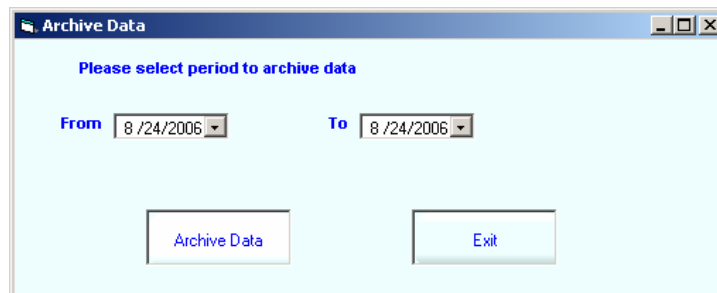 Archive Data
Please select period to archive data
From 8 /24/2006 To 8 /24/2006
Archive Data Exit